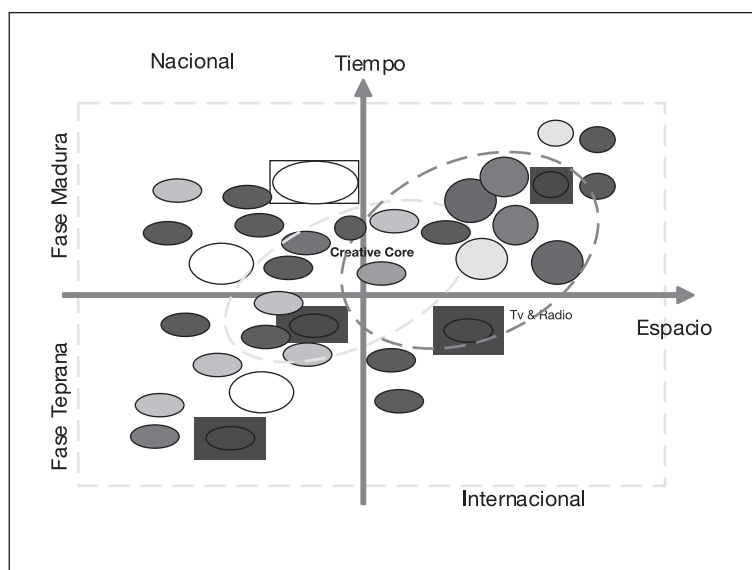 Nacional
Tiempo
Fase Madura
Creative Core
Tv & Radio
Espacio
Fase Teprana
Internacional